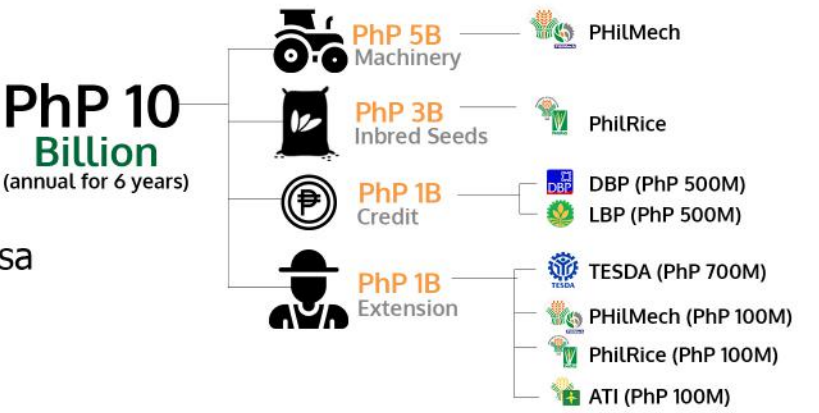 PhP 10
Billion
(annual for 6 years)
sa
PhP 5B
Machinery
PHilMech
PhP 3B
Inbred Seeds
PhilRice
PhP 1B
Credit
DBP
DBP (PhP 500M)
LBP (PhP 500M)
PhP 1B
Extension
TESDA
TESDA (PhP 700M)
PHilMech (PhP 100M)
PhilRice (PhP 100M)
ATI (PhP 100M)